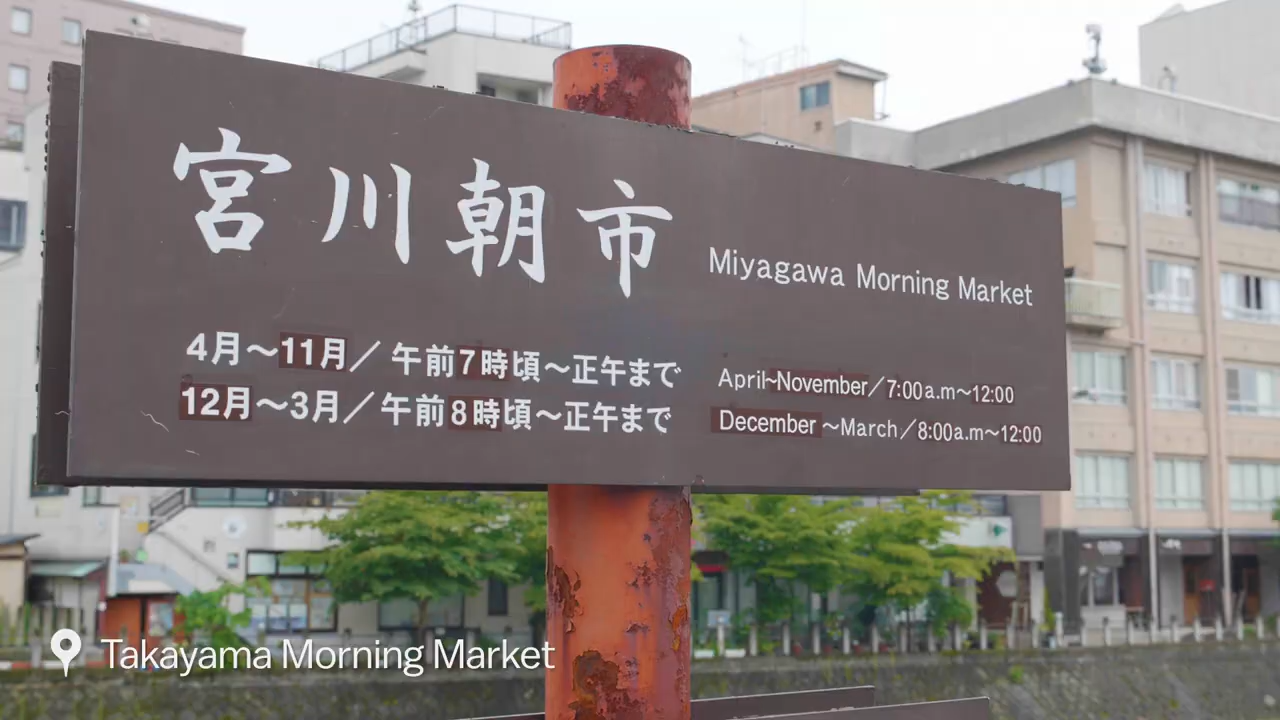 宮川朝市
Miyagawa Morning Market
4月〜11月／午前7時頃〜正午まで
12月〜3月／午前8時頃〜正午まで
April~November／7:00a.m~12:00
December ~March／8:00a.m~12:00
Takayama Morning Market